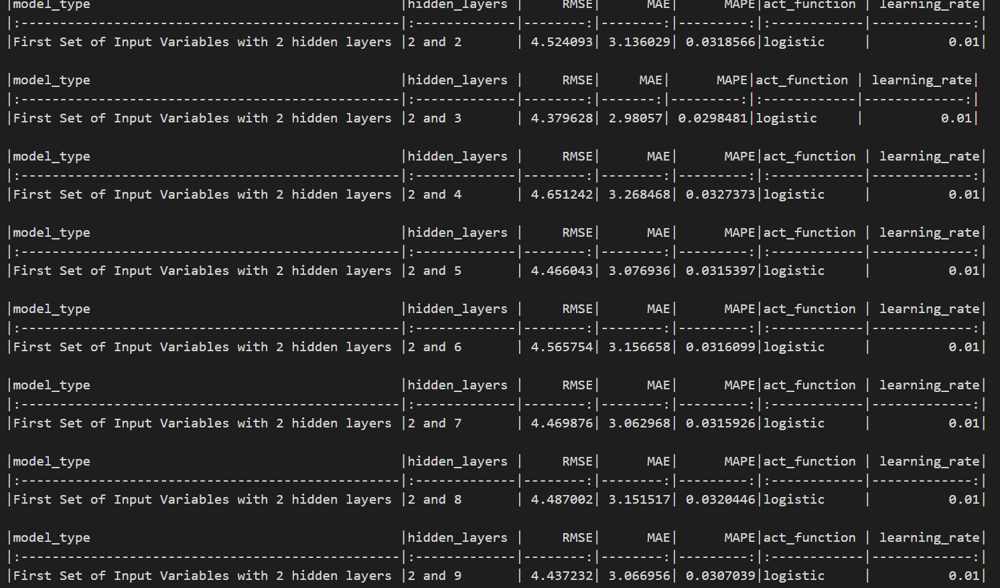 |model_type                                        |hidden_layers |     RMSE|      MAE|      MAPE|act_function | learning_rate|
|:-------------------------------------------------|:-------------|--------:|--------:|---------:|:------------|-------------:|
|First Set of Input Variables with 2 hidden layers |2 and 2       | 4.524093| 3.136029| 0.0318566|logistic     |          0.01|
|model_type                                        |hidden_layers |     RMSE|     MAE|      MAPE|act_function | learning_rate|
|:-------------------------------------------------|:-------------|--------:|-------:|---------:|:------------|-------------:|
|First Set of Input Variables with 2 hidden layers |2 and 3       | 4.379628| 2.98057| 0.0298481|logistic     |          0.01|
|model_type                                        |hidden_layers |     RMSE|      MAE|      MAPE|act_function | learning_rate|
|:-------------------------------------------------|:-------------|--------:|--------:|---------:|:------------|-------------:|
|First Set of Input Variables with 2 hidden layers |2 and 4       | 4.651242| 3.268468| 0.0327373|logistic     |          0.01|
|model_type                                        |hidden_layers |     RMSE|      MAE|      MAPE|act_function | learning_rate|
|:-------------------------------------------------|:-------------|--------:|--------:|---------:|:------------|-------------:|
|First Set of Input Variables with 2 hidden layers |2 and 5       | 4.466043| 3.076936| 0.0315397|logistic     |          0.01|
|model_type                                        |hidden_layers |     RMSE|      MAE|      MAPE|act_function | learning_rate|
|:-------------------------------------------------|:-------------|--------:|--------:|---------:|:------------|-------------:|
|First Set of Input Variables with 2 hidden layers |2 and 6       | 4.565754| 3.156658| 0.0316099|logistic     |          0.01|
|model_type                                        |hidden_layers |     RMSE|      MAE|      MAPE|act_function | learning_rate|
|:-------------------------------------------------|:-------------|--------:|--------:|---------:|:------------|-------------:|
|First Set of Input Variables with 2 hidden layers |2 and 7       | 4.469876| 3.062968| 0.0315926|logistic     |          0.01|
|model_type                                        |hidden_layers |     RMSE|      MAE|      MAPE|act_function | learning_rate|
|:-------------------------------------------------|:-------------|--------:|--------:|---------:|:------------|-------------:|
|First Set of Input Variables with 2 hidden layers |2 and 8       | 4.487002| 3.151517| 0.0320446|logistic     |          0.01|
|model_type                                        |hidden_layers |     RMSE|      MAE|      MAPE|act_function | learning_rate|
|:-------------------------------------------------|:-------------|--------:|--------:|---------:|:------------|-------------:|
|First Set of Input Variables with 2 hidden layers |2 and 9       | 4.437232| 3.066956| 0.0307039|logistic     |          0.01|